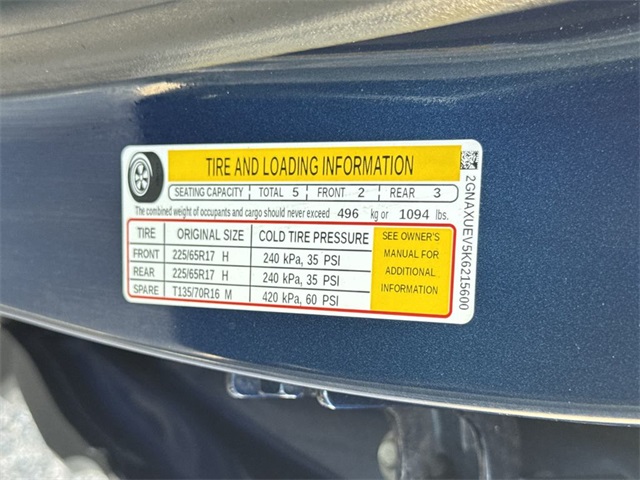 TIRE AND LOADING INFORMATION
SEATING CAPACITY TOTAL 5 FRONT 2 REAR 3
The combined weight of occupants and cargo should never exceed 496 kg or 1094 lbs.
TIRE ORIGINAL SIZE COLD TIRE PRESSURE
FRONT 225/65R17 H 240 kPa, 35 PSI
REAR 225/65R17 H 240 kPa, 35 PSI
SPARE T135/70R16 M 420 kPa, 60 PSI
SEE OWNER'S
MANUAL FOR
ADDITIONAL
INFORMATION
2GNAXUEV5K6215600